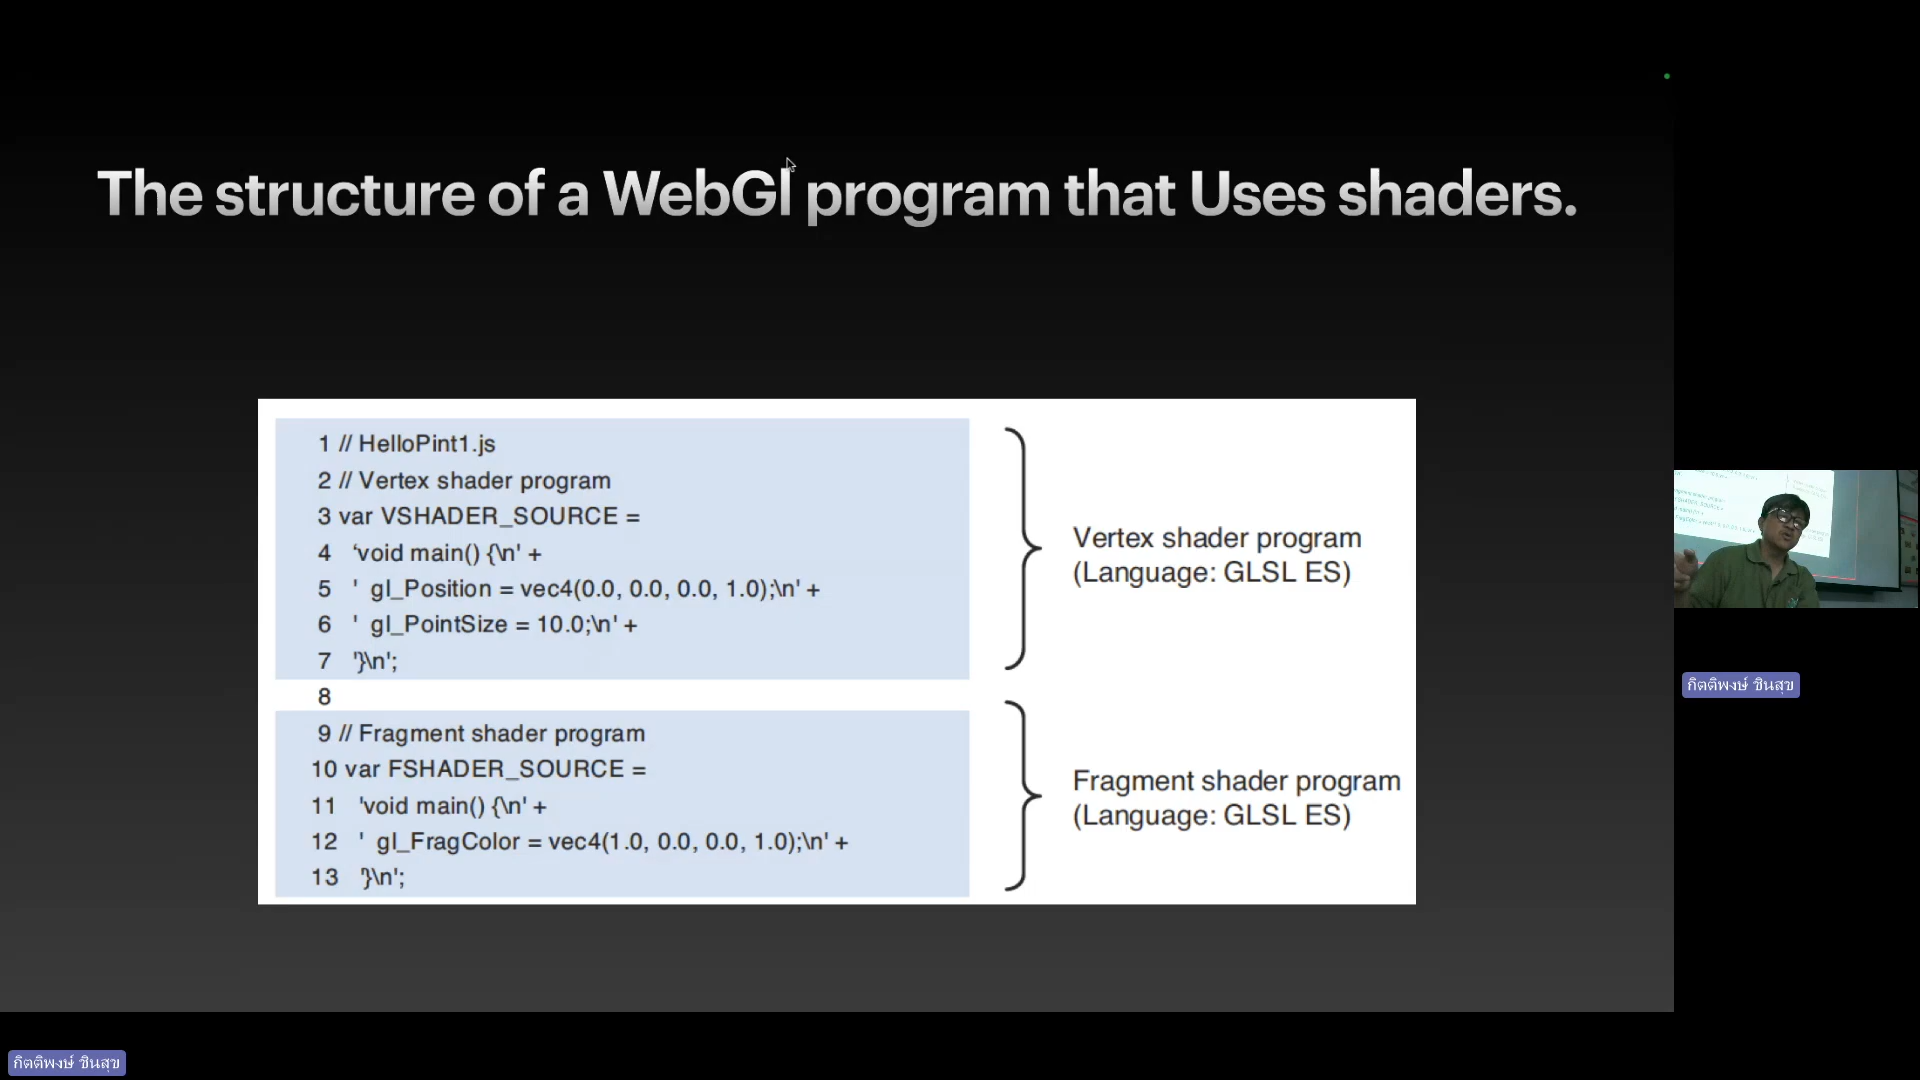 The structure of a WebGl program that Uses shaders.
1 // HelloPint1.js
2 // Vertex shader program
3 var VSHADER_SOURCE =
4 ‘void main() {\n' +
5 ' gl_Position = vec4(0.0, 0.0, 0.0, 1.0);\n' +
6 ' gl_PointSize = 10.0;\n' +
7 '}\n';
8
9 // Fragment shader program
10 var FSHADER_SOURCE =
11 'void main() {\n' +
12 ' gl_FragColor = vec4(1.0, 0.0, 0.0, 1.0);\n' +
13 '}\n';
Vertex shader program
(Language: GLSL ES)
Fragment shader program
(Language: GLSL ES)
กิตติพงษ์ ชินสุข
กิตติพงษ์ ชินสุข